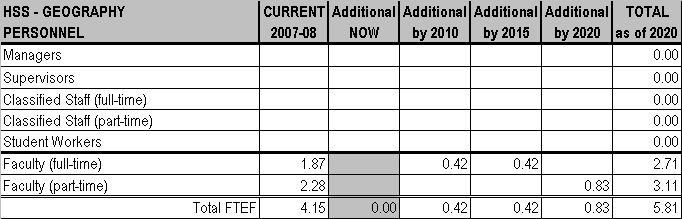 HSS - GEOGRAPHY CURRENT Additional Additional Additional Additional TOTAL
PERSONNEL 2007-08 NOW by 2010 by 2015 by 2020 as of 2020
Managers 0.00
Supervisors 0.00
Classified Staff (full-time) 0.00
Classified Staff (part-time) 0.00
Student Workers 0.00
Faculty (full-time) 1.87 0.42 0.42 2.71
Faculty (part-time) 2.28 0.83 3.11
Total FTEF 4.15 0.00 0.42 0.42 0.83 5.81